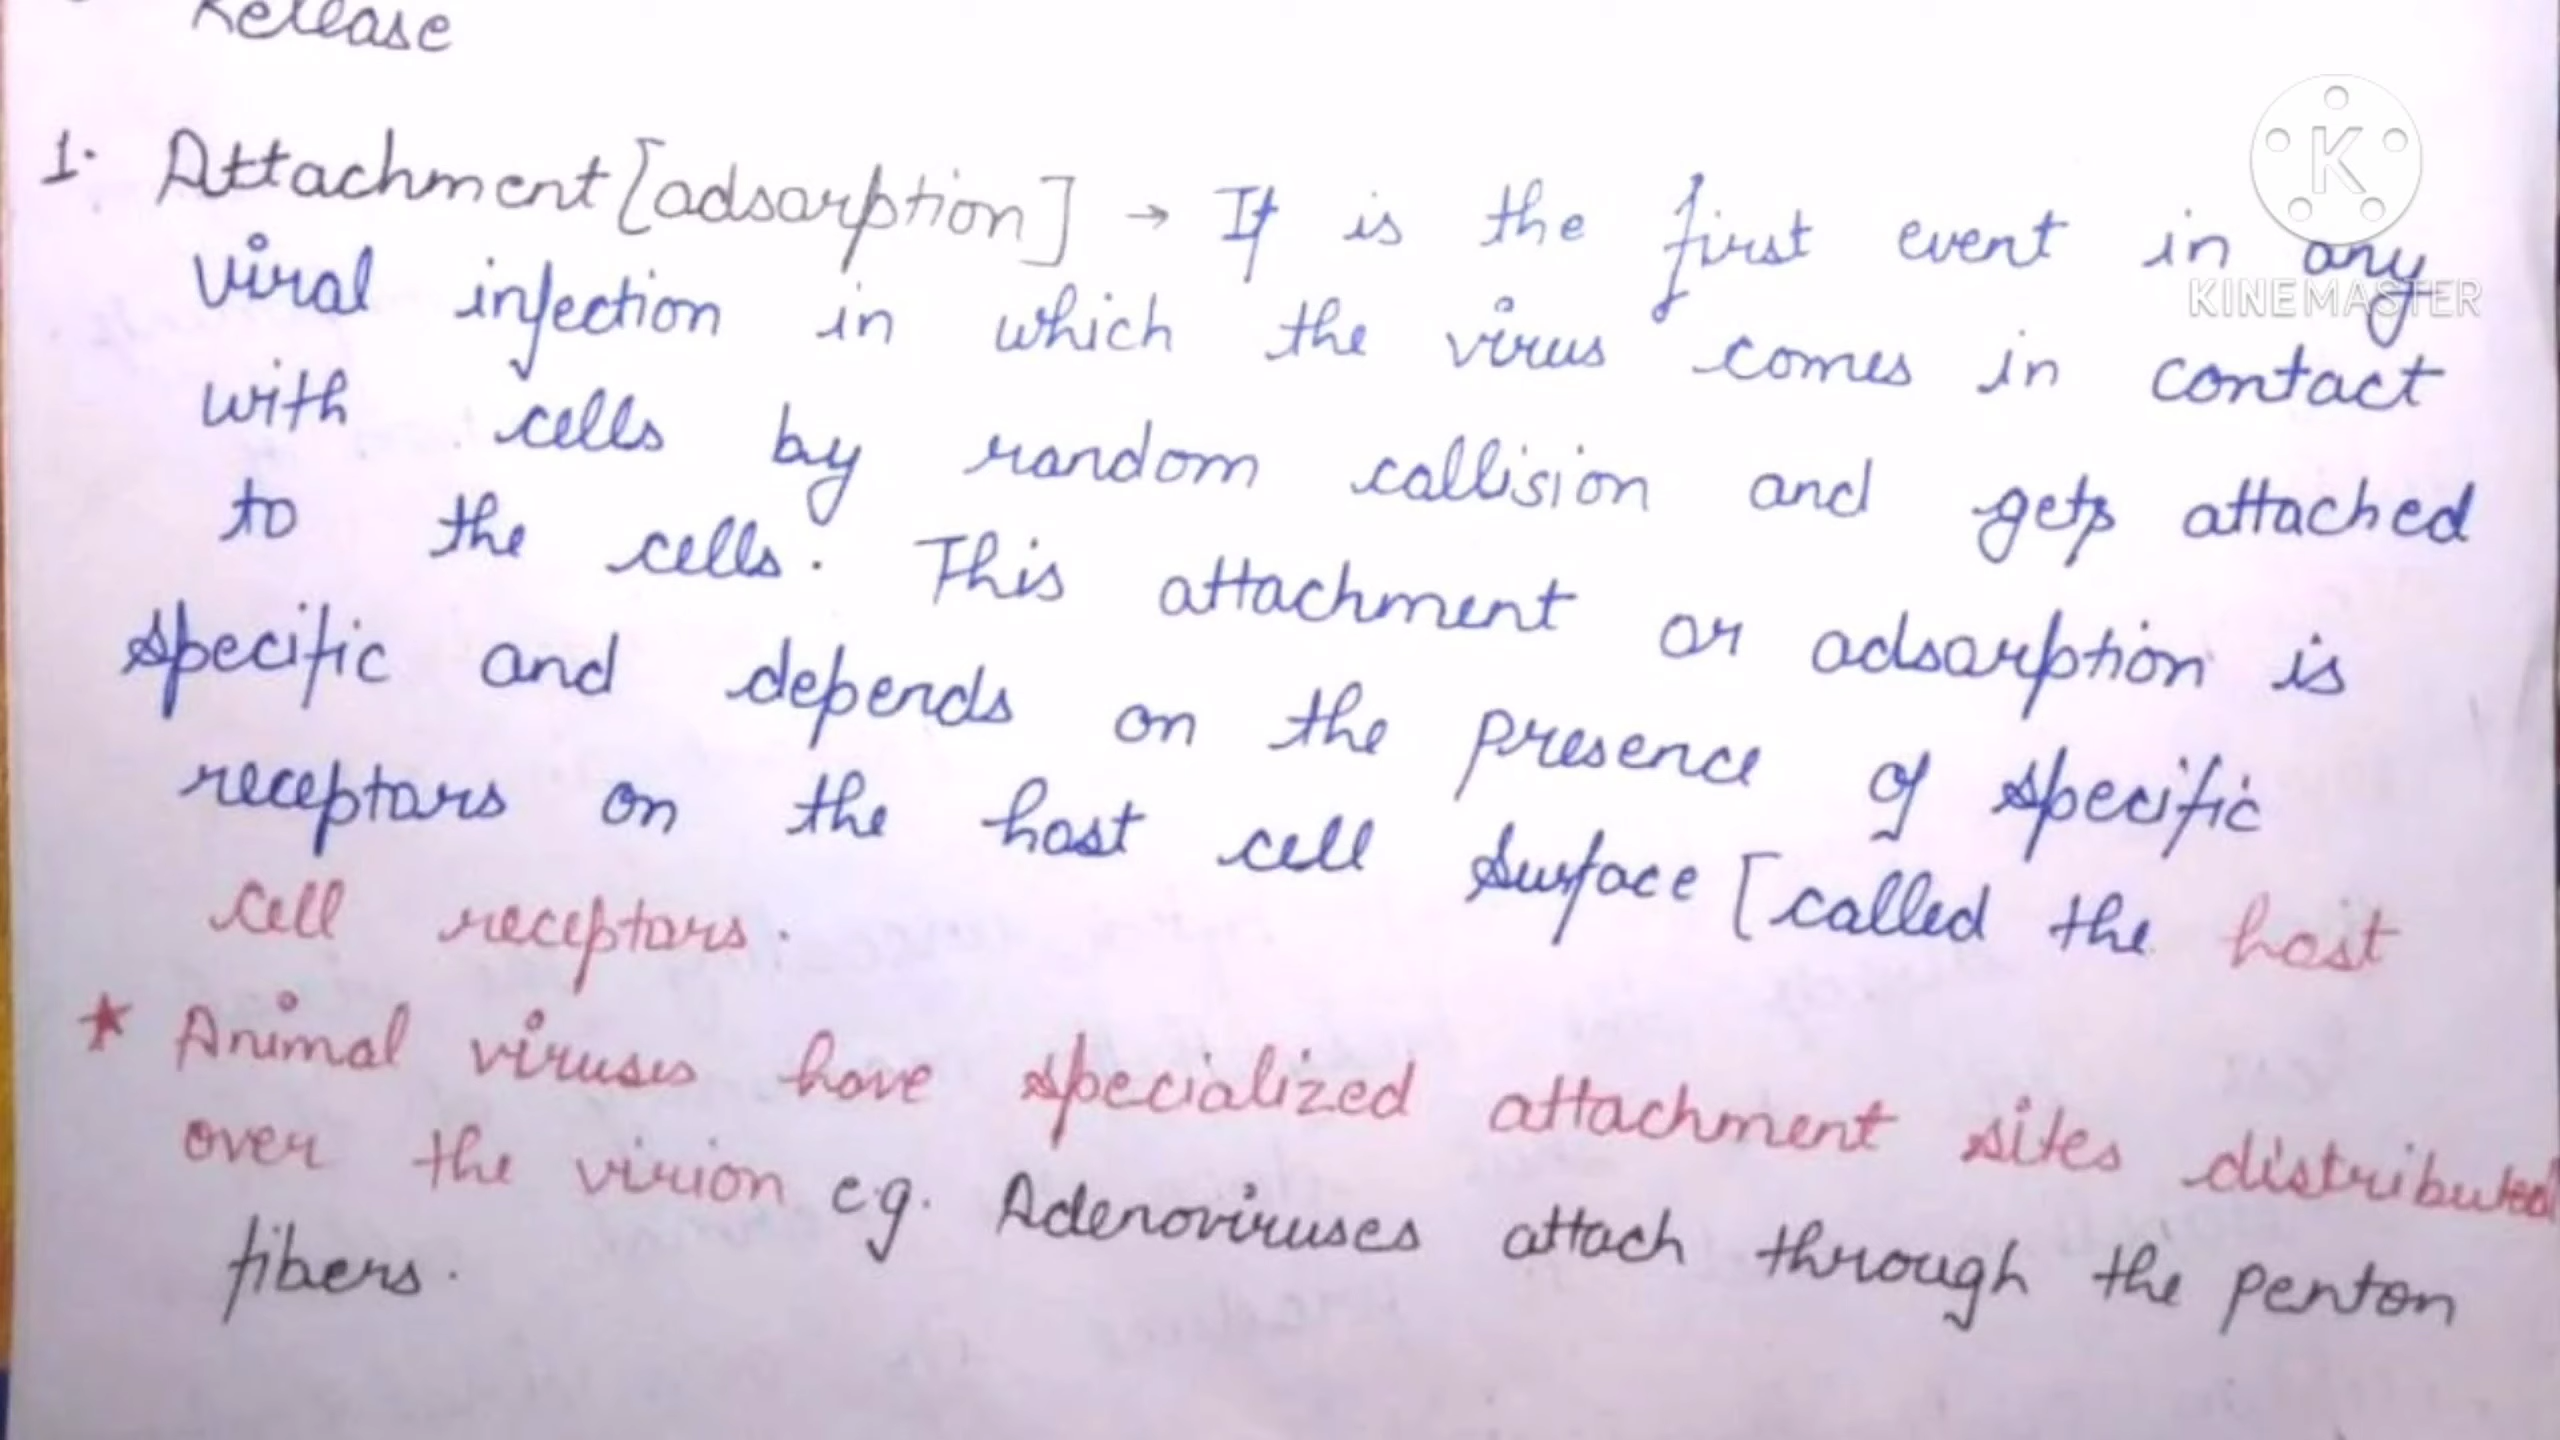 Release
1. Attachment [adsorption] → It is the first event in any
viral infection in which the virus comes in contact
with cells by random collision and gets attached
to the cells. This attachment or adsorption is
specific and depends on the presence of specific
receptors on the host cell surface [called the host
cell receptors.
★ Animal viruses have specialized attachment sites distributed
over the virion e.g. Adenoviruses attach through the penton
fibers.
K
KINEMASTER